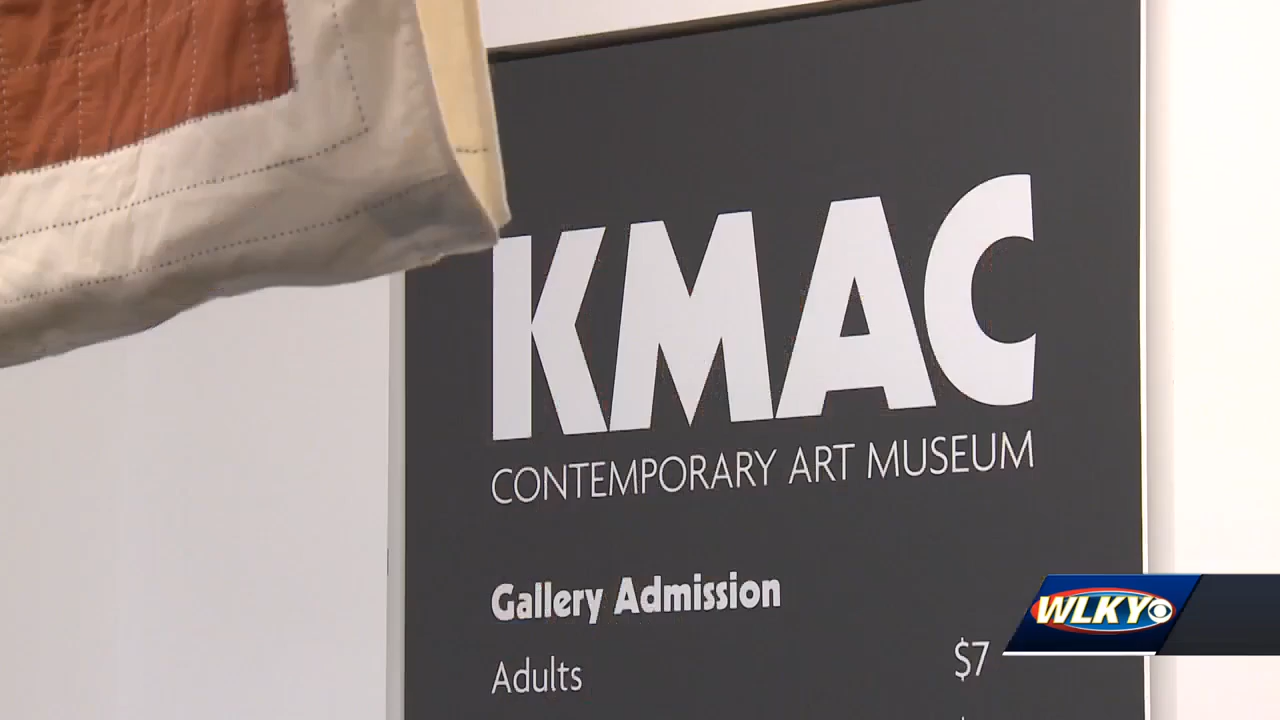 KMAC
CONTEMPORARY ART MUSEUM
Gallery Admission
Adults $7
WLKY